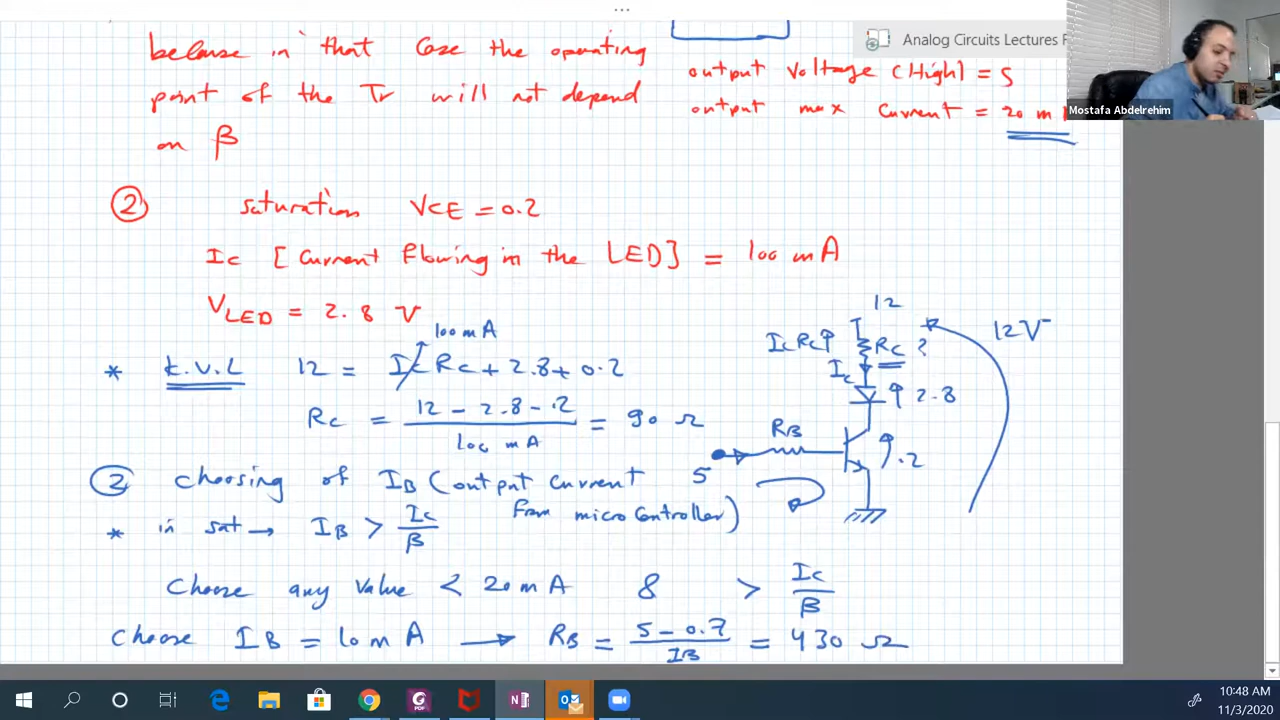 because in that Case the operating
point of the Tr will not depend
on β
Analog Circuits Lectures F
output voltage (High) = 5
output max Current = 20 m
Mostafa Abdelrehim
② saturation VCE = 0.2
Ic [Current flowing in the LED] = 100 mA
VLED = 2.8 V
100 mA
* K.V.L 12 = Ic Rc + 2.8 + 0.2
Rc = (12 - 2.8 - .2) / (100 mA) = 90 Ω
12
12V
IcRc
Rc ?
Ic
2.8
RB
.2
5
② choosing of IB (output current
From microController)
* in sat → IB > Ic / β
Choose any value < 20 mA & > Ic / β
Choose IB = 10 mA → RB = (5 - 0.7) / IB = 430 Ω
10:48 AM
11/3/2020